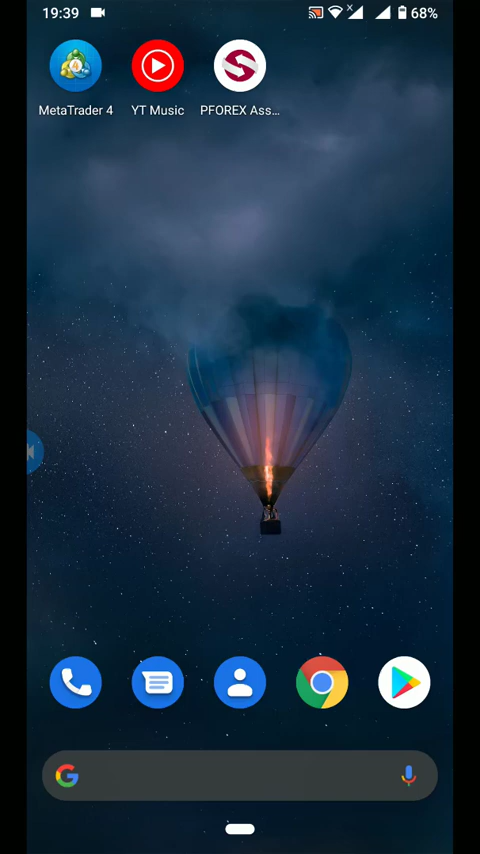 19:39
68%
MetaTrader 4
YT Music
PFOREX Ass...